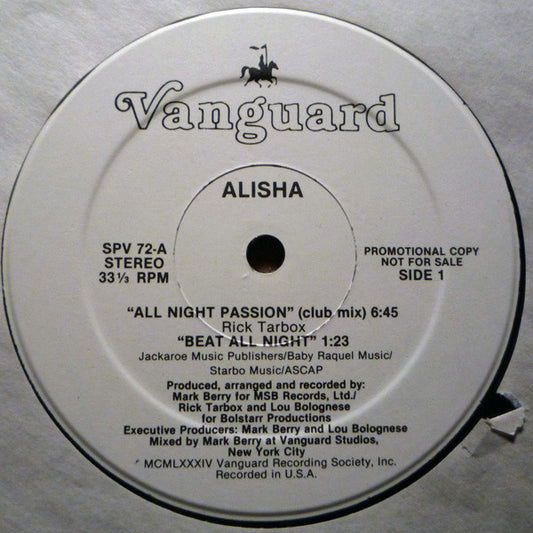 Vanguard
ALISHA
SPV 72-A
STEREO
33⅓ RPM
PROMOTIONAL COPY
NOT FOR SALE
SIDE 1
“ALL NIGHT PASSION” (club mix) 6:45
Rick Tarbox
“BEAT ALL NIGHT” 1:23
Jackaroe Music Publishers/Baby Raquel Music/
Starbo Music/ASCAP
Produced, arranged and recorded by:
Mark Berry for MSB Records, Ltd./
Rick Tarbox and Lou Bolognese
for Bolstarr Productions
Executive Producers: Mark Berry and Lou Bolognese
Mixed by Mark Berry at Vanguard Studios,
New York City
MCMLXXXIV Vanguard Recording Society, Inc.
Recorded in U.S.A.